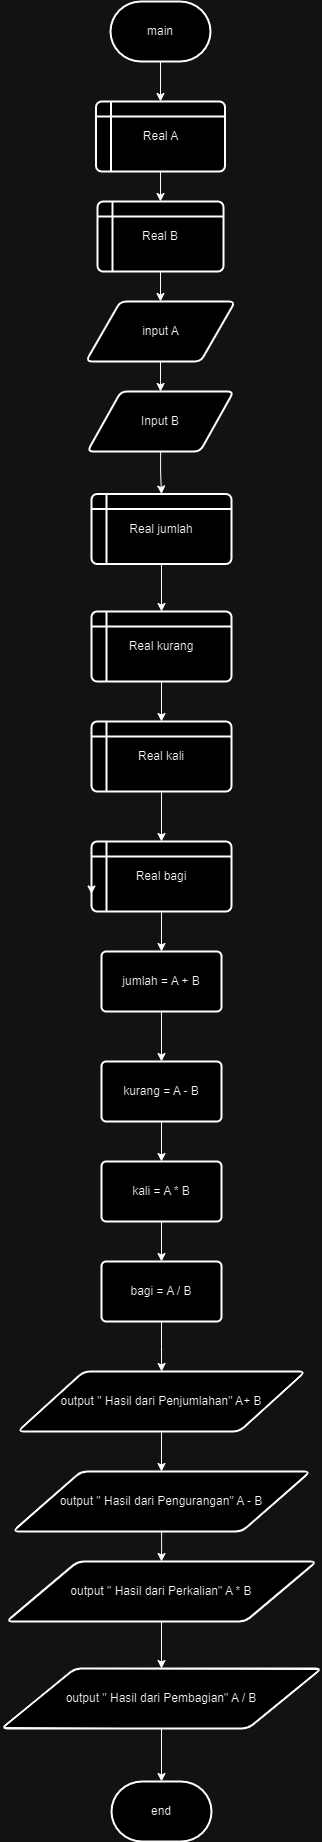 main
Real A
Real B
input A
Input B
Real jumlah
Real kurang
Real kali
Real bagi
jumlah = A + B
kurang = A - B
kali = A * B
bagi = A / B
output " Hasil dari Penjumlahan" A+ B
output " Hasil dari Pengurangan" A - B
output " Hasil dari Perkalian" A * B
output " Hasil dari Pembagian" A / B
end